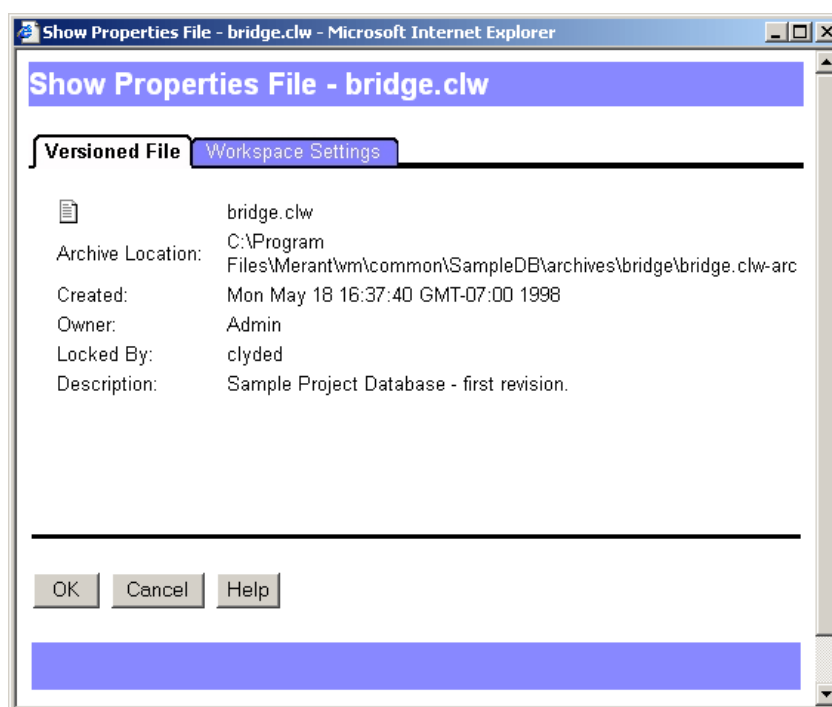 Show Properties File - bridge.clw - Microsoft Internet Explorer
Show Properties File - bridge.clw
Versioned File
Workspace Settings
bridge.clw
Archive Location:
C:\Program
Files\Merant\vm\common\SampleDB\archives\bridge\bridge.clw-arc
Created:
Mon May 18 16:37:40 GMT-07:00 1998
Owner:
Admin
Locked By:
clyded
Description:
Sample Project Database - first revision.
OK
Cancel
Help